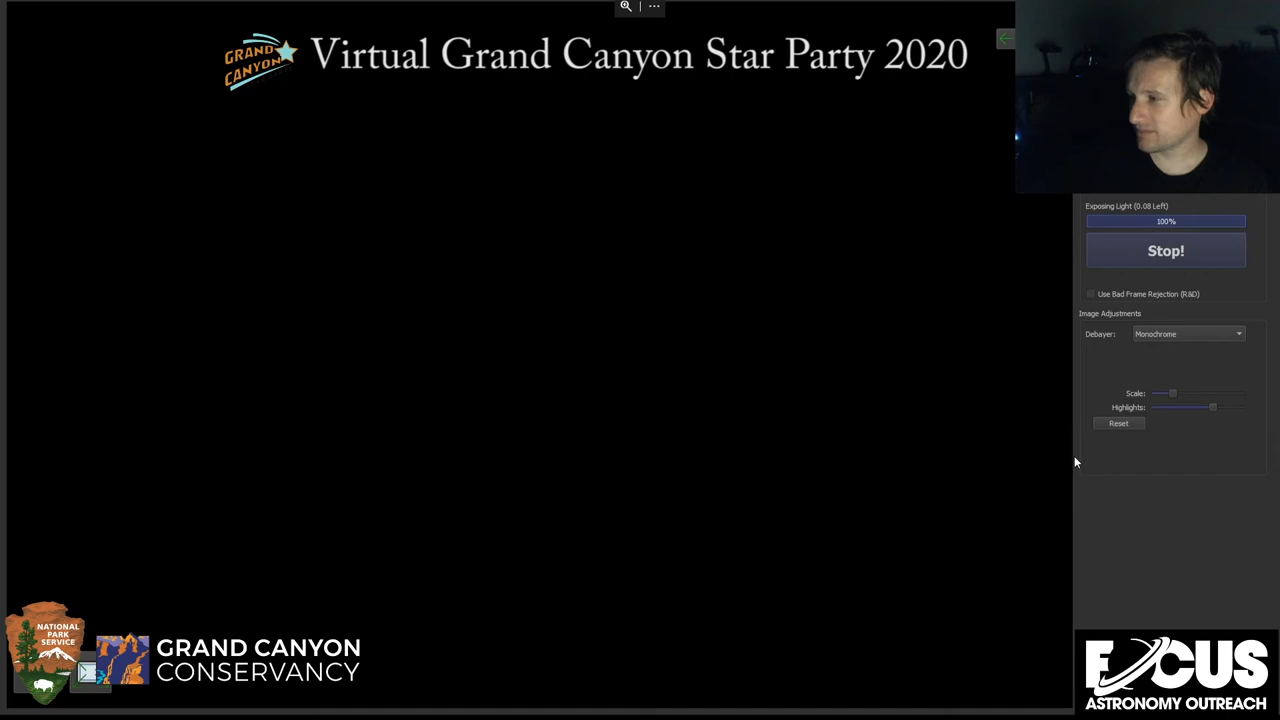 GRAND
CANYON
Virtual Grand Canyon Star Party 2020
Exposing Light (0.08 Left)
100%
Stop!
Use Bad Frame Rejection (R&D)
Image Adjustments
Debayer:
Monochrome
Scale:
Highlights:
Reset
NATIONAL
PARK
SERVICE
GRAND CANYON
CONSERVANCY
FOCUS
ASTRONOMY OUTREACH